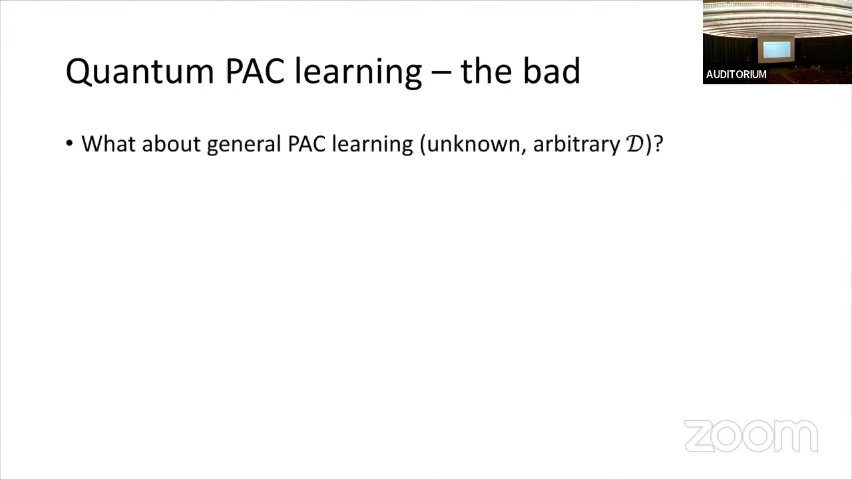 Quantum PAC learning – the bad
AUDITORIUM
• What about general PAC learning (unknown, arbitrary 𝒟)?
zoom